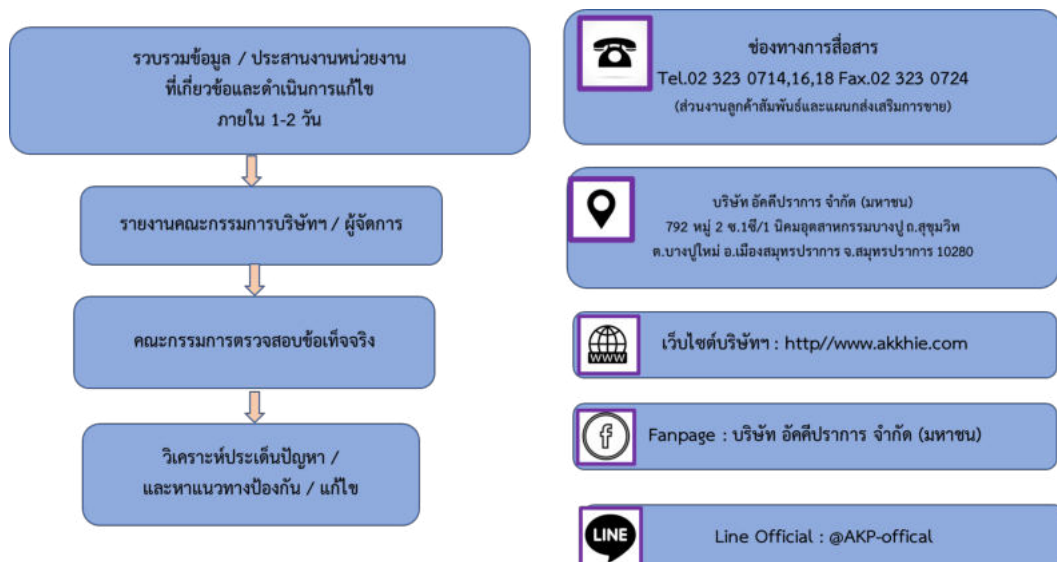 รวบรวมข้อมูล / ประสานงานหน่วยงาน
ที่เกี่ยวข้อและดำเนินการแก้ไข
ภายใน 1-2 วัน
รายงานคณะกรรมการบริษัทฯ / ผู้จัดการ
คณะกรรมการตรวจสอบข้อเท็จจริง
วิเคราะห์ประเด็นปัญหา /
และหาแนวทางป้องกัน / แก้ไข
ช่องทางการสื่อสาร
Tel.02 323 0714,16,18 Fax.02 323 0724
(ส่วนงานลูกค้าสัมพันธ์และแผนกส่งเสริมการขาย)
บริษัท อัคคีปราการ จำกัด (มหาชน)
792 หมู่ 2 ซ.1ซี/1 นิคมอุตสาหกรรมบางปู ถ.สุขุมวิท
ต.บางปูใหม่ อ.เมืองสมุทรปราการ จ.สมุทรปราการ 10280
WWW
เว็บไซต์บริษัทฯ : http//www.akkhie.com
f
Fanpage : บริษัท อัคคีปราการ จำกัด (มหาชน)
LINE
Line Official : @AKP-offical